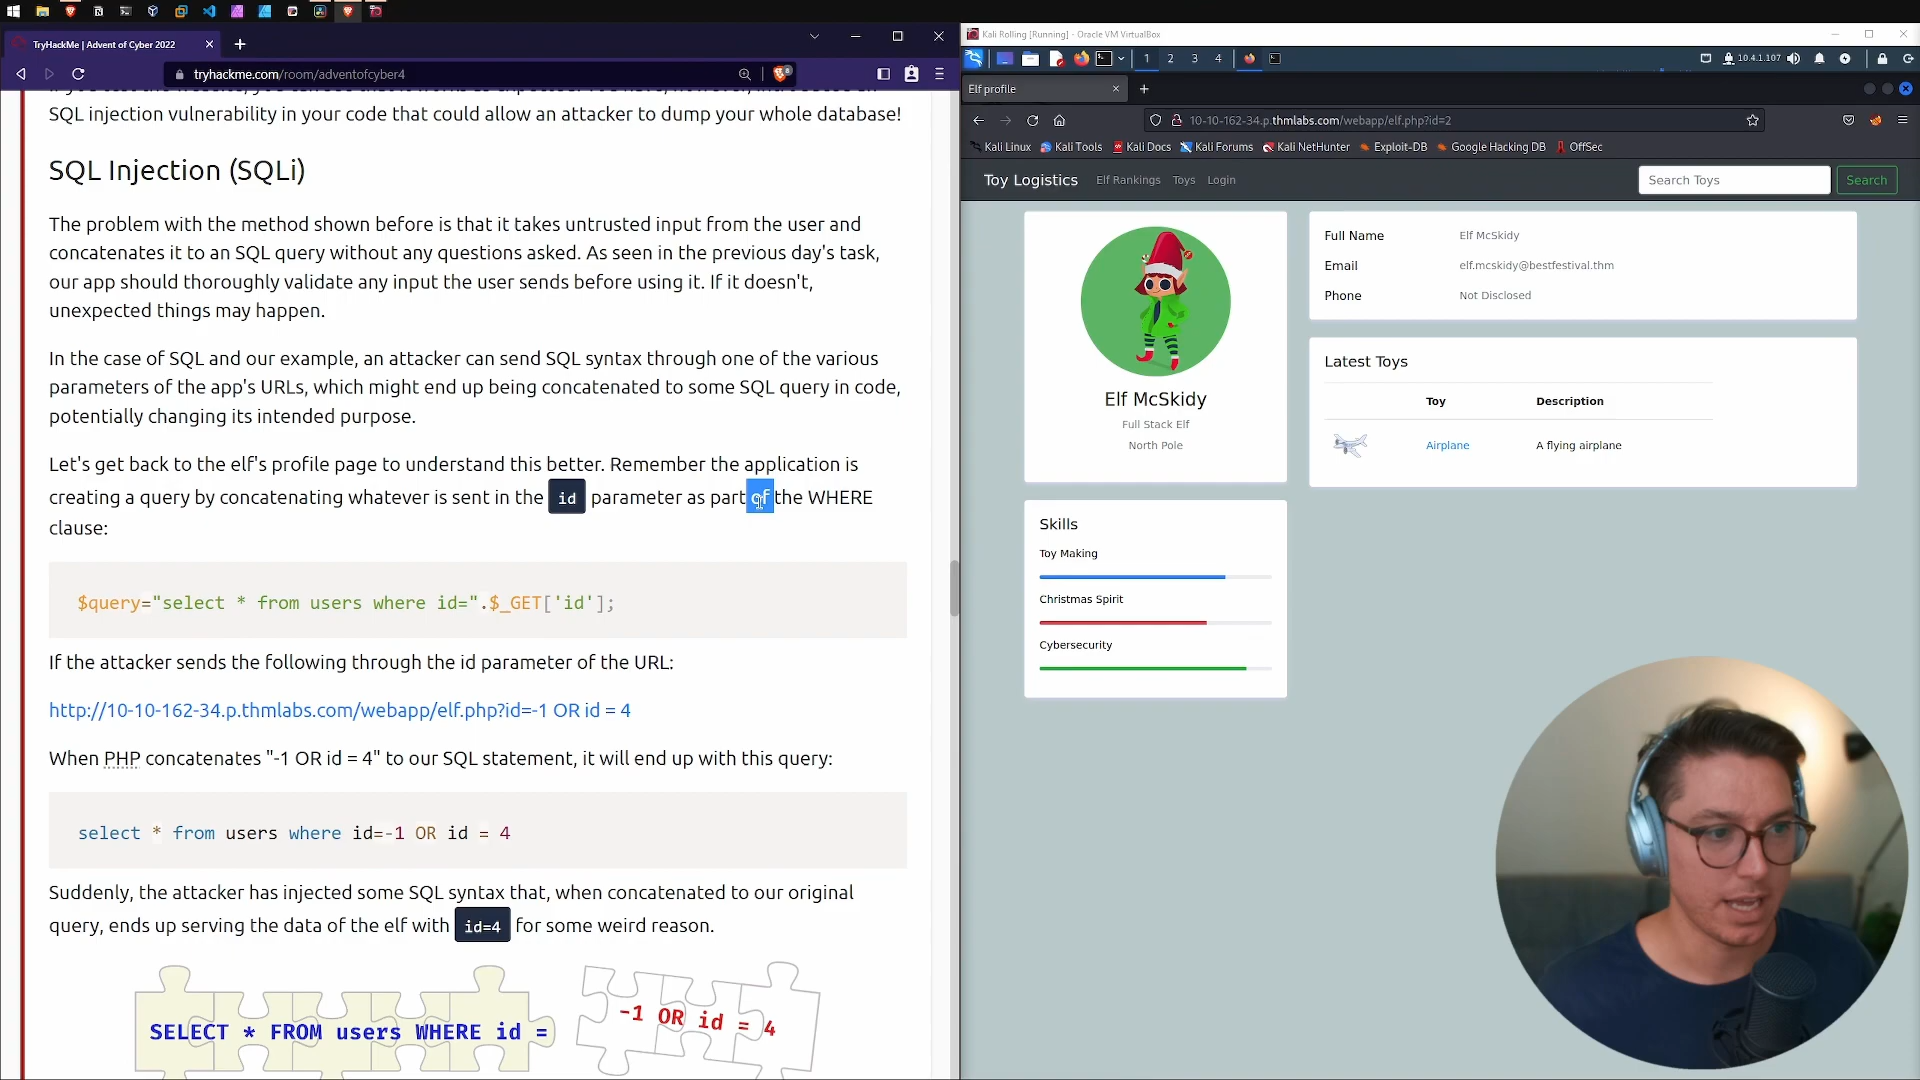 TryHackMe | Advent of Cyber 2022
tryhackme.com/room/adventofcyber4
SQL injection vulnerability in your code that could allow an attacker to dump your whole database!
SQL Injection (SQLi)
The problem with the method shown before is that it takes untrusted input from the user and
concatenates it to an SQL query without any questions asked. As seen in the previous day's task,
our app should thoroughly validate any input the user sends before using it. If it doesn't,
unexpected things may happen.
In the case of SQL and our example, an attacker can send SQL syntax through one of the various
parameters of the app's URLs, which might end up being concatenated to some SQL query in code,
potentially changing its intended purpose.
Let's get back to the elf's profile page to understand this better. Remember the application is
creating a query by concatenating whatever is sent in the id parameter as part of the WHERE
clause:
$query="select * from users where id=".$_GET['id'];
If the attacker sends the following through the id parameter of the URL:
http://10-10-162-34.p.thmlabs.com/webapp/elf.php?id=-1 OR id = 4
When PHP concatenates "-1 OR id = 4" to our SQL statement, it will end up with this query:
select * from users where id=-1 OR id = 4
Suddenly, the attacker has injected some SQL syntax that, when concatenated to our original
query, ends up serving the data of the elf with id=4 for some weird reason.
SELECT * FROM users WHERE id =
-1 OR id = 4
Kali Rolling [Running] - Oracle VM VirtualBox
1 2 3 4
10.4.1.107
Elf profile
10-10-162-34.p.thmlabs.com/webapp/elf.php?id=2
Kali Linux Kali Tools Kali Docs Kali Forums Kali NetHunter Exploit-DB Google Hacking DB OffSec
Toy Logistics Elf Rankings Toys Login Search Toys Search
Elf McSkidy
Full Stack Elf
North Pole
Full Name Elf McSkidy
Email elf.mcskidy@bestfestival.thm
Phone Not Disclosed
Latest Toys
Toy Description
Airplane A flying airplane
Skills
Toy Making
Christmas Spirit
Cybersecurity